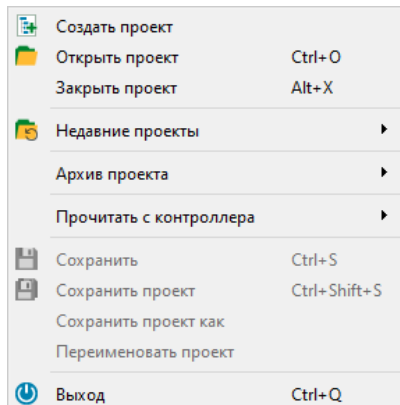 Создать проект
Открыть проект Ctrl+O
Закрыть проект Alt+X
Недавние проекты
Архив проекта
Прочитать с контроллера
Сохранить Ctrl+S
Сохранить проект Ctrl+Shift+S
Сохранить проект как
Переименовать проект
Выход Ctrl+Q